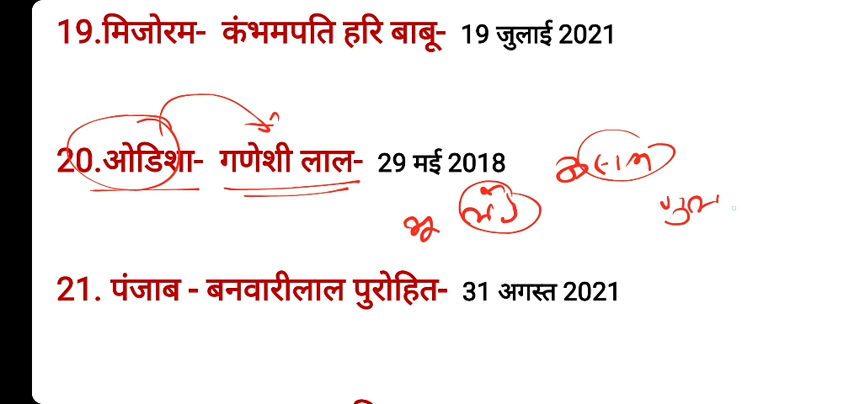 19.मिजोरम- कंभमपति हरि बाबू- 19 जुलाई 2021
20.ओडिशा- गणेशी लाल- 29 मई 2018
21. पंजाब - बनवारीलाल पुरोहित- 31 अगस्त 2021